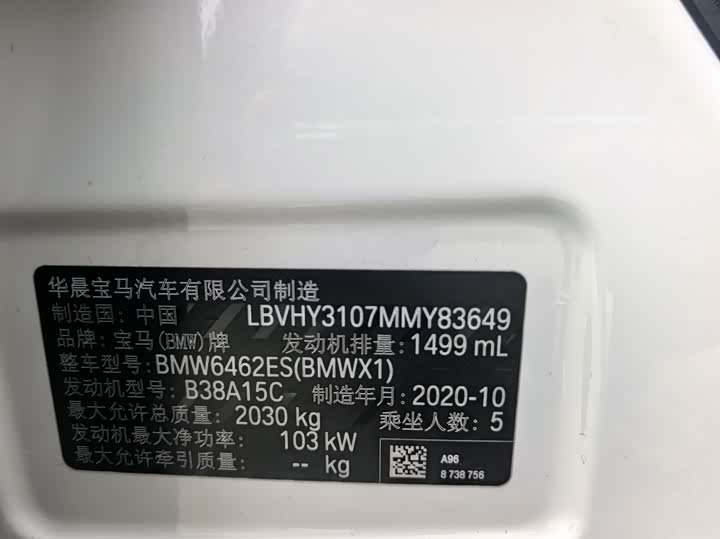 华晨宝马汽车有限公司制造
制造国: 中国 LBVHY3107MMY83649
品牌: 宝马(BMW)牌 发动机排量: 1499 mL
整车型号: BMW6462ES(BMWX1)
发动机型号: B38A15C 制造年月: 2020-10
最大允许总质量: 2030 kg 乘坐人数: 5
发动机最大净功率: 103 kW
最大允许牵引质量: -- kg
A96
8 738 756